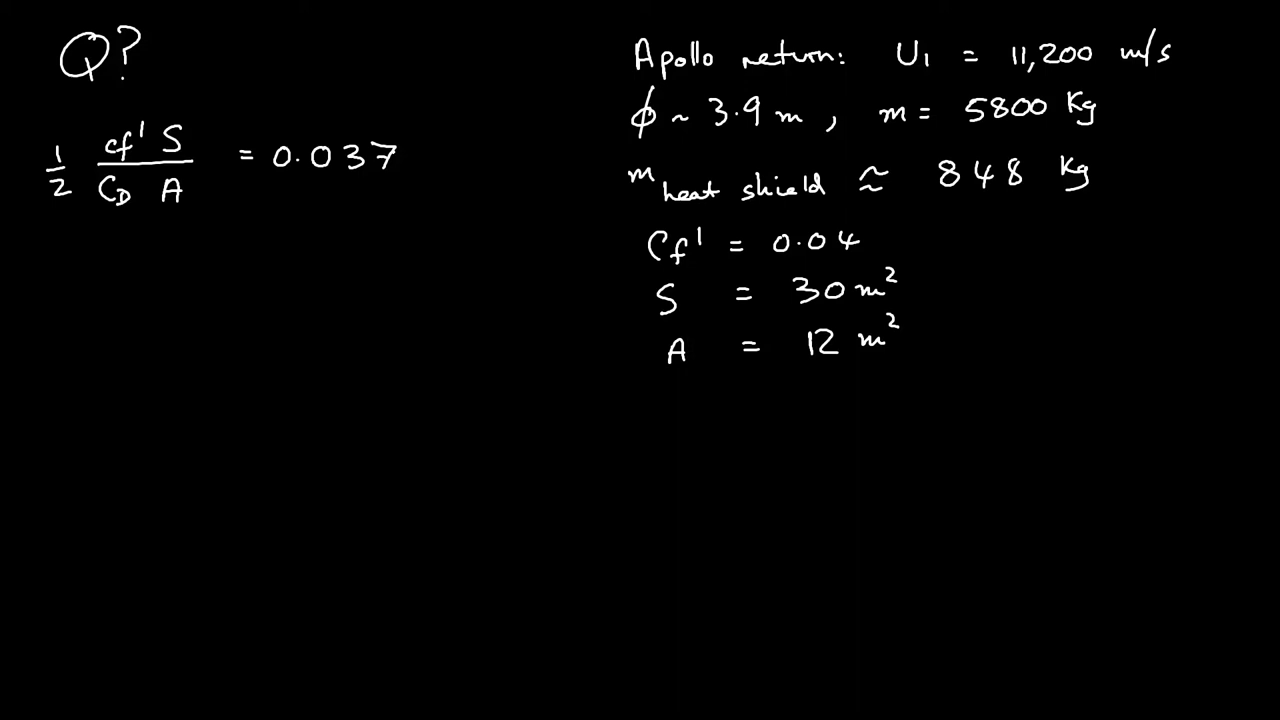 Q?
1/2 cf' S / C_D A = 0.037
Apollo return: U₁ = 11,200 m/s
ϕ ~ 3.9 m , m = 5800 Kg
m heat shield ≈ 848 Kg
Cf' = 0.04
S = 30 m²
A = 12 m²